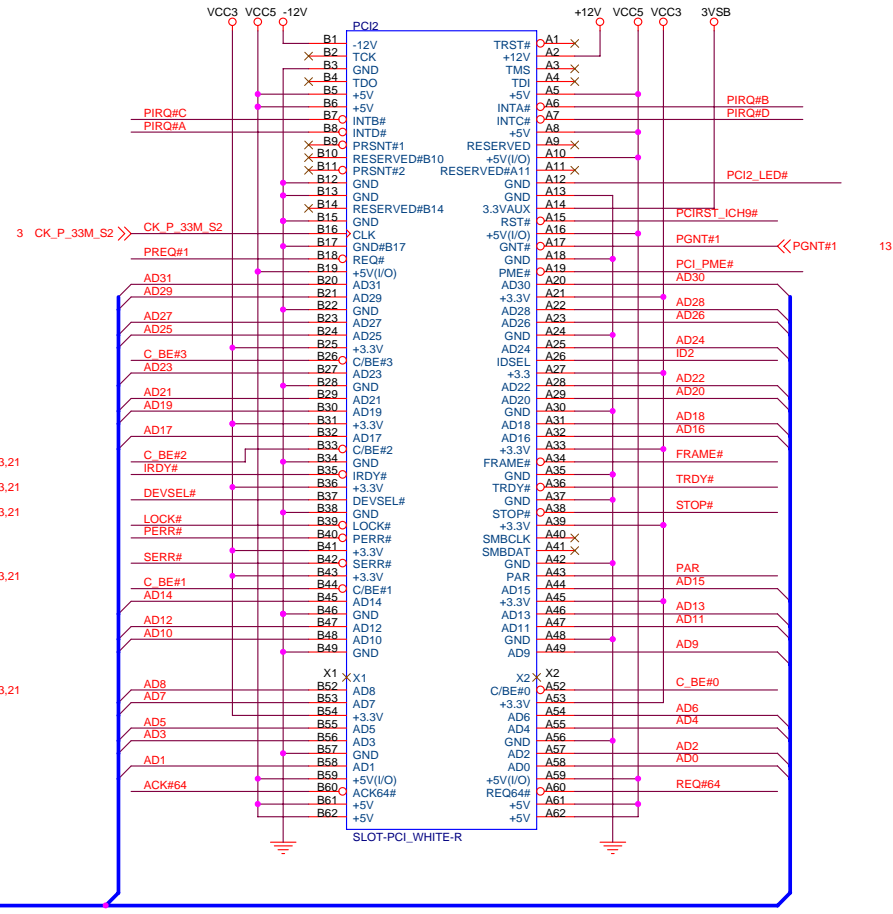 VCC3 VCC5 -12V +12V VCC5 VCC3 3VSB
PCI2
B1 -12V TRST# A1
B2 TCK +12V A2
B3 GND TMS A3
B4 TDO TDI A4
B5 +5V +5V A5
B6 +5V INTA# A6 PIRQ#B
PIRQ#C B7 INTB# INTC# A7 PIRQ#D
PIRQ#A B8 INTD# +5V A8
B9 PRSNT#1 RESERVED A9
B10 RESERVED#B10 +5V(I/O) A10
B11 PRSNT#2 RESERVED#A11 A11
B12 GND GND A12 PCI2_LED#
B13 GND GND A13
B14 RESERVED#B14 3.3VAUX A14
B15 GND RST# A15 PCIRST_ICH9#
3 CK_P_33M_S2 CK_P_33M_S2 B16 CLK +5V(I/O) A16
B17 GND#B17 GNT# A17 PGNT#1 PGNT#1 13
PREQ#1 B18 REQ# GND A18
B19 +5V(I/O) PME# A19 PCI_PME#
AD31 B20 AD31 AD30 A20 AD30
AD29 B21 AD29 +3.3V A21
B22 GND AD28 A22 AD28
AD27 B23 AD27 AD26 A23 AD26
AD25 B24 AD25 GND A24
B25 +3.3V AD24 A25 AD24
C_BE#3 B26 C/BE#3 IDSEL A26 ID2
AD23 B27 AD23 +3.3 A27
B28 GND AD22 A28 AD22
AD21 B29 AD21 AD20 A29 AD20
AD19 B30 AD19 GND A30
B31 +3.3V AD18 A31 AD18
AD17 B32 AD17 AD16 A32 AD16
B33 C/BE#2 +3.3V A33
3,21 C_BE#2 B34 GND FRAME# A34 FRAME#
IRDY# B35 IRDY# GND A35
3,21 B36 +3.3V TRDY# A36 TRDY#
DEVSEL# B37 DEVSEL# GND A37
3,21 B38 GND STOP# A38 STOP#
LOCK# B39 LOCK# +3.3V A39
PERR# B40 PERR# SMBCLK A40
B41 +3.3V SMBDAT A41
SERR# B42 SERR# GND A42
3,21 B43 +3.3V PAR A43 PAR
C_BE#1 B44 C/BE#1 AD15 A44 AD15
AD14 B45 AD14 +3.3V A45
B46 GND AD13 A46 AD13
AD12 B47 AD12 AD11 A47 AD11
AD10 B48 AD10 GND A48
B49 GND AD9 A49 AD9
X1 X1 X2 X2
3,21 AD8 B52 AD8 C/BE#0 A52 C_BE#0
AD7 B53 AD7 +3.3V A53
B54 +3.3V AD6 A54 AD6
AD5 B55 AD5 AD4 A55 AD4
AD3 B56 AD3 GND A56
B57 GND AD2 A57 AD2
AD1 B58 AD1 AD0 A58 AD0
B59 +5V(I/O) +5V(I/O) A59
ACK#64 B60 ACK64# REQ64# A60 REQ#64
B61 +5V +5V A61
B62 +5V +5V A62
SLOT-PCI_WHITE-R